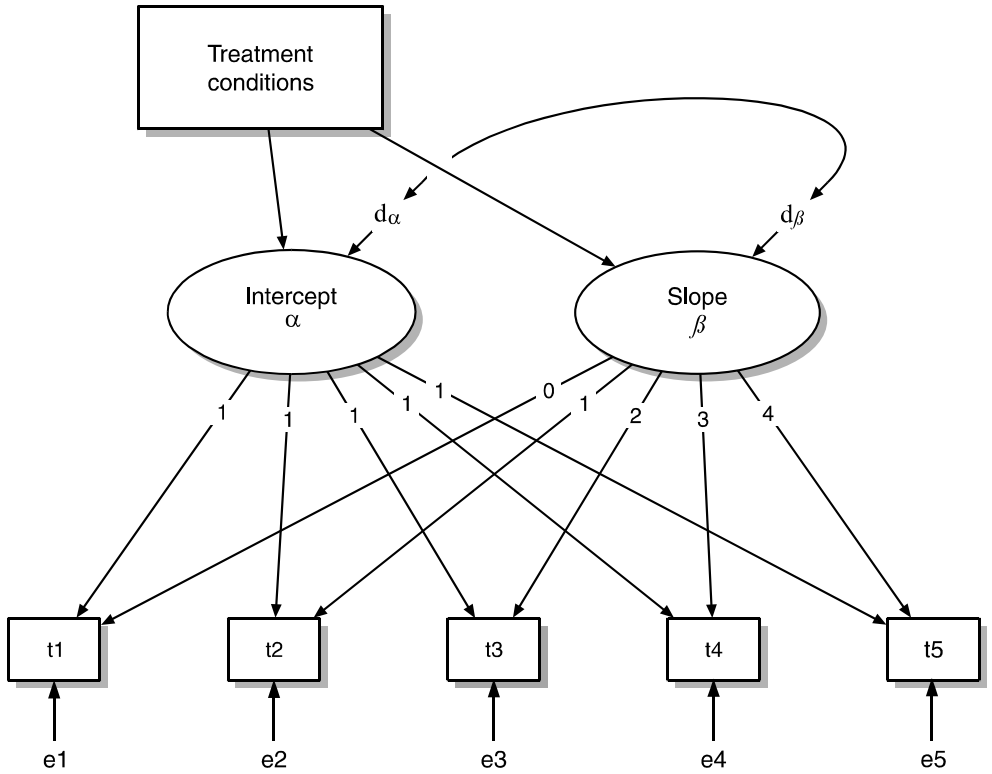 Treatment
conditions
dα
dβ
Intercept
α
Slope
β
1
1
1
1
1
0
1
2
3
4
t1
t2
t3
t4
t5
e1
e2
e3
e4
e5